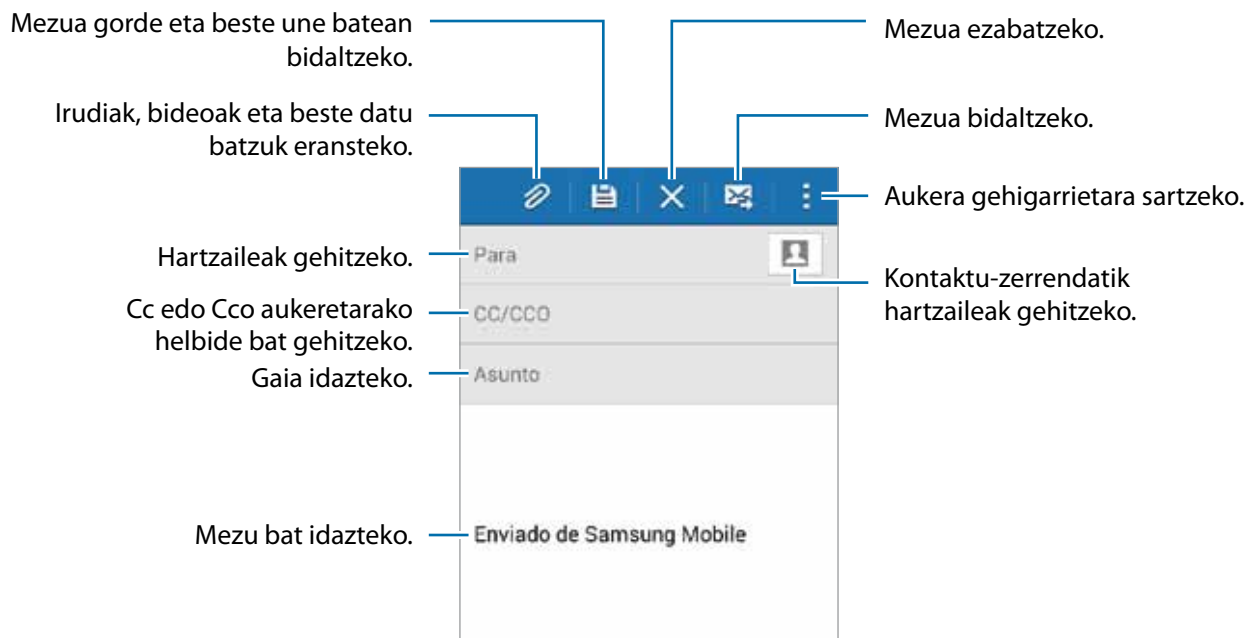 Mezua gorde eta beste une batean
bidaltzeko.
Irudiak, bideoak eta beste datu
batzuk eransteko.
Hartzaileak gehitzeko.
Cc edo Cco aukeretarako
helbide bat gehitzeko.
Gaia idazteko.
Mezu bat idazteko.
Para
CC/CCO
Asunto
Enviado de Samsung Mobile
Mezua ezabatzeko.
Mezua bidaltzeko.
Aukera gehigarrietara sartzeko.
Kontaktu-zerrendatik
hartzaileak gehitzeko.